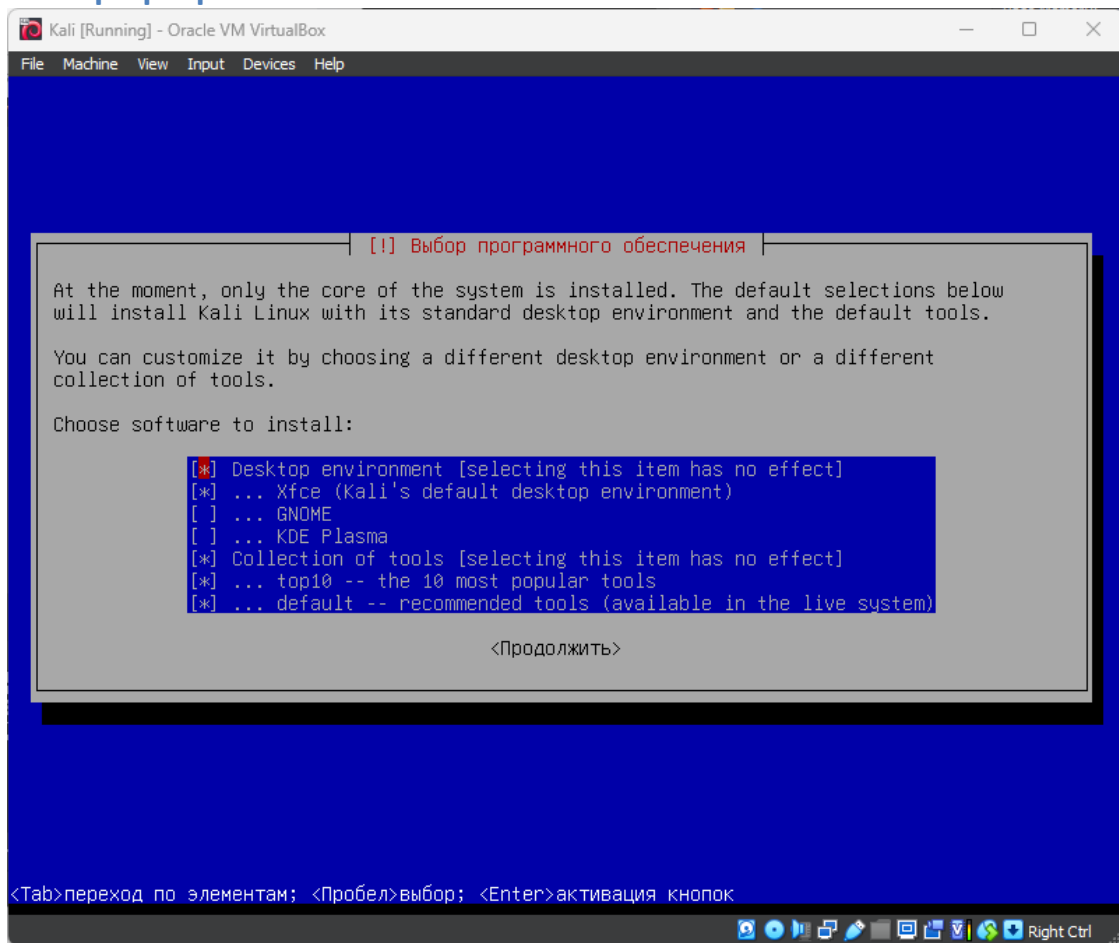 Kali [Running] - Oracle VM VirtualBox
File Machine View Input Devices Help
[!] Выбор программного обеспечения
At the moment, only the core of the system is installed. The default selections below
will install Kali Linux with its standard desktop environment and the default tools.
You can customize it by choosing a different desktop environment or a different
collection of tools.
Choose software to install:
[*] Desktop environment [selecting this item has no effect]
[*] ... Xfce (Kali's default desktop environment)
[ ] ... GNOME
[ ] ... KDE Plasma
[*] Collection of tools [selecting this item has no effect]
[*] ... top10 -- the 10 most popular tools
[*] ... default -- recommended tools (available in the live system)
<Продолжить>
<Tab>переход по элементам; <Пробел>выбор; <Enter>активация кнопок
Right Ctrl